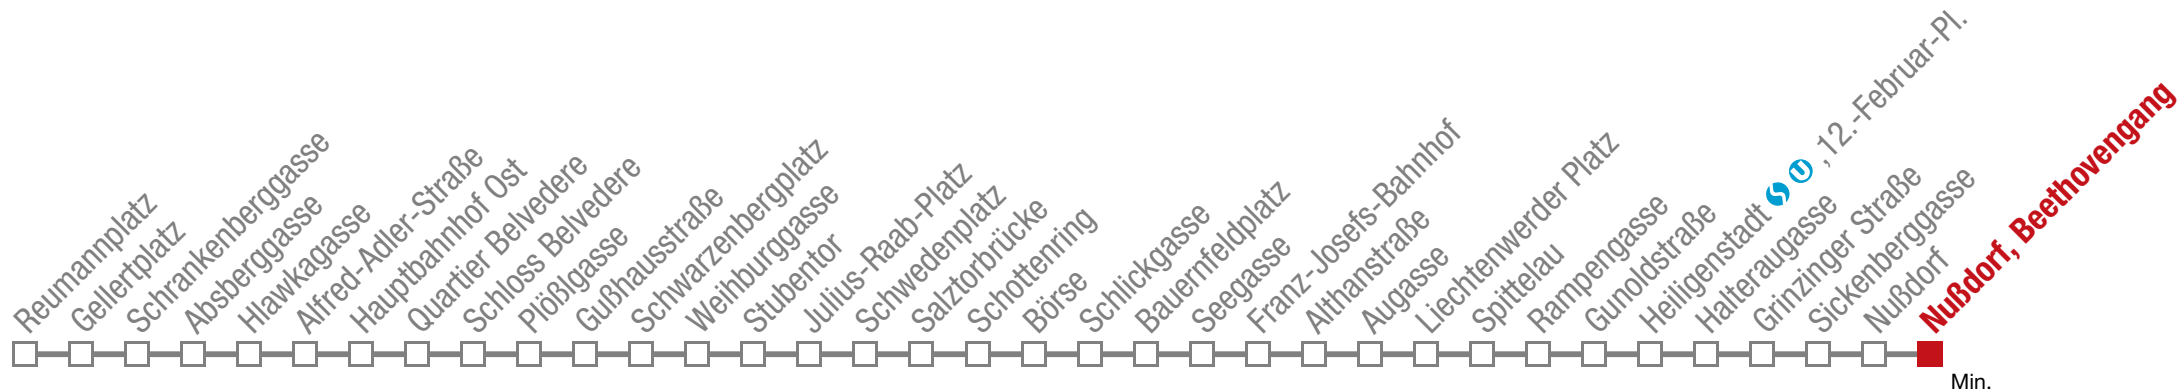 Reumannplatz
Gellertplatz
Schrankenberggasse
Absberggasse
Hlawkagasse
Alfred-Adler-Straße
Hauptbahnhof Ost
Quartier Belvedere
Schloss Belvedere
Plößlgasse
Gußhausstraße
Schwarzenbergplatz
Weihburggasse
Stubentor
Julius-Raab-Platz
Schwedenplatz
Salztorbrücke
Schottenring
Börse
Schlickgasse
Bauernfeldplatz
Seegasse
Franz-Josefs-Bahnhof
Althanstraße
Augasse
Liechtenwerder Platz
Spittelau
Rampengasse
Gunoldstraße
Heiligenstadt S U , 12.-Februar-Pl.
Halteraugasse
Grinzinger Straße
Sickenberggasse
Nußdorf
Nußdorf, Beethovengang
Min.